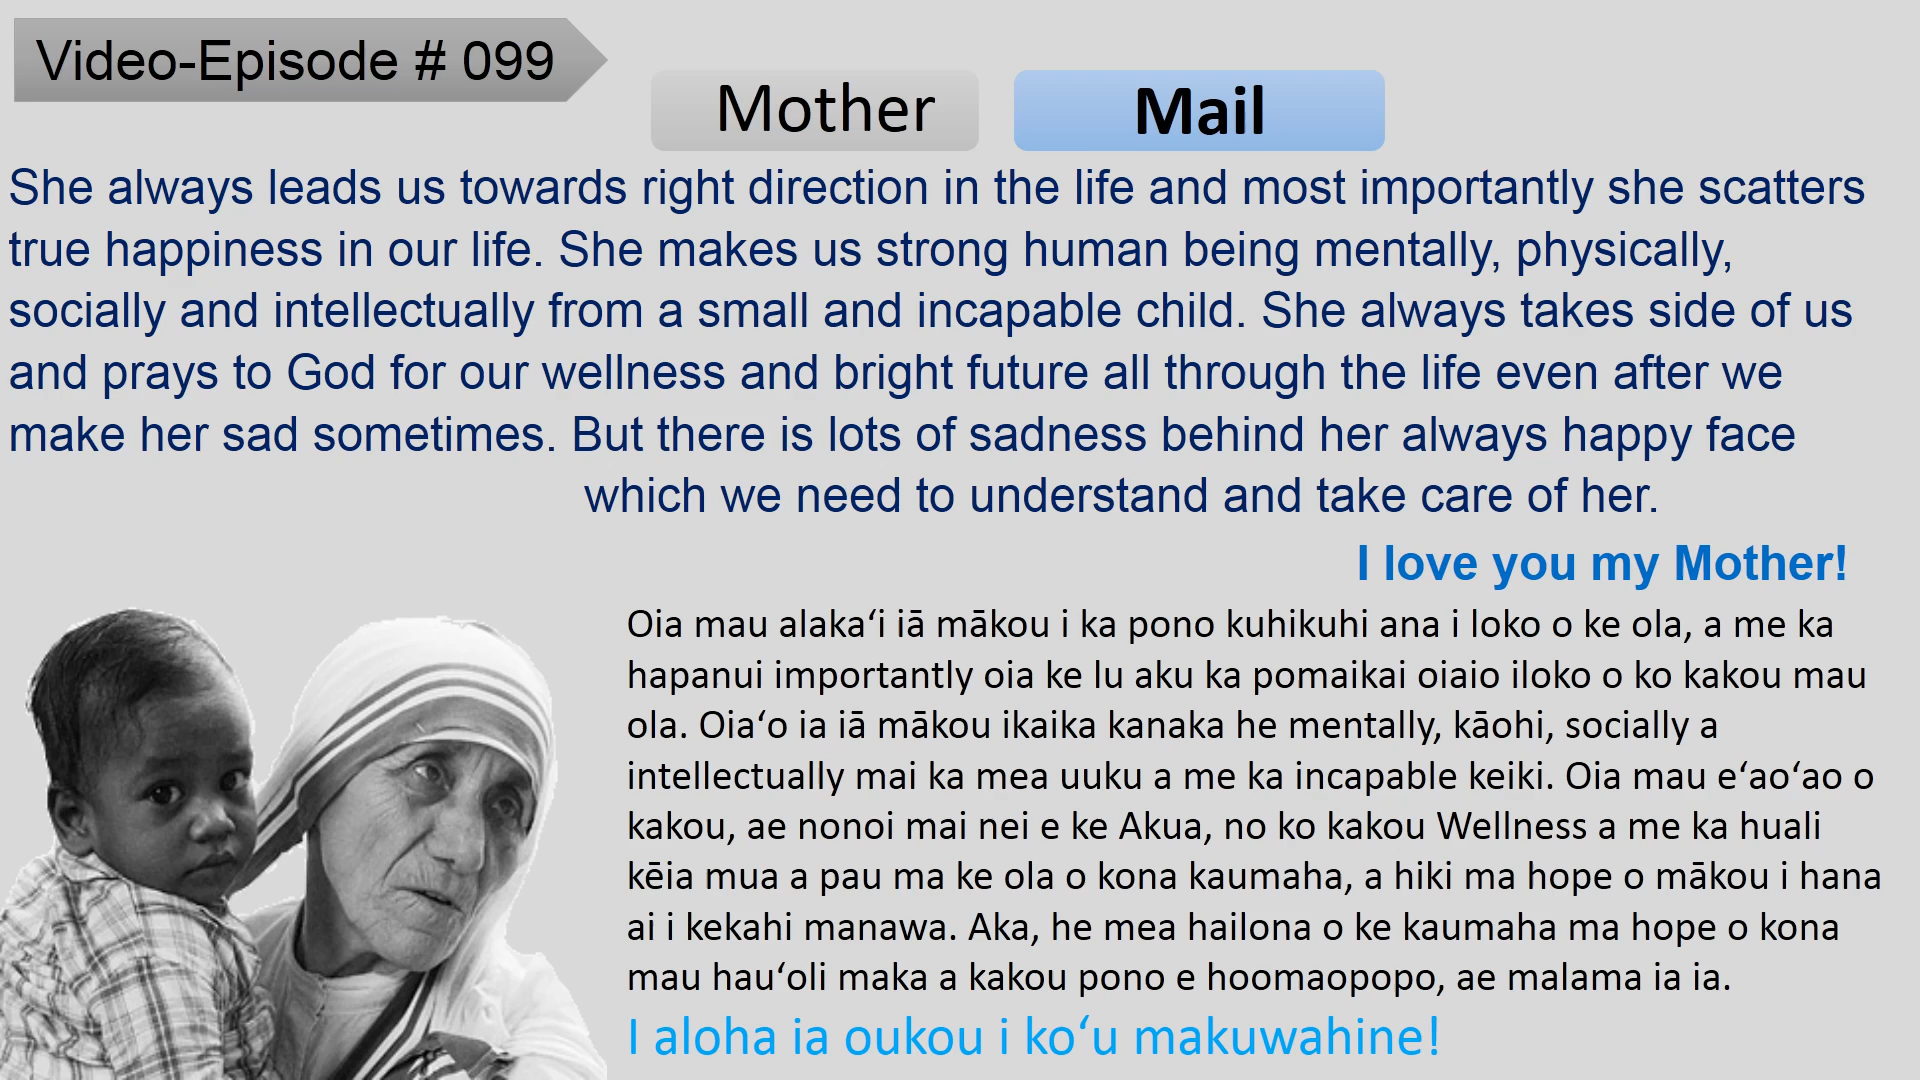 Video-Episode # 099
Mother
Mail
She always leads us towards right direction in the life and most importantly she scatters
true happiness in our life. She makes us strong human being mentally, physically,
socially and intellectually from a small and incapable child. She always takes side of us
and prays to God for our wellness and bright future all through the life even after we
make her sad sometimes. But there is lots of sadness behind her always happy face
which we need to understand and take care of her.
I love you my Mother!
Oia mau alakaʻi iā mākou i ka pono kuhikuhi ana i loko o ke ola, a me ka
hapanui importantly oia ke lu aku ka pomaikai oiaio iloko o ko kakou mau
ola. Oiaʻo ia iā mākou ikaika kanaka he mentally, kāohi, socially a
intellectually mai ka mea uuku a me ka incapable keiki. Oia mau eʻaoʻao o
kakou, ae nonoi mai nei e ke Akua, no ko kakou Wellness a me ka huali
kēia mua a pau ma ke ola o kona kaumaha, a hiki ma hope o mākou i hana
ai i kekahi manawa. Aka, he mea hailona o ke kaumaha ma hope o kona
mau hauʻoli maka a kakou pono e hoomaopopo, ae malama ia ia.
I aloha ia oukou i koʻu makuwahine!